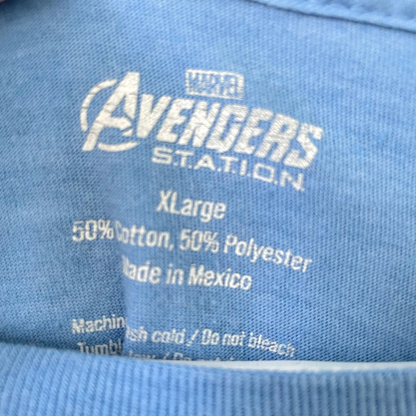 MARVEL
AVENGERS
S.T.A.T.I.O.N.
XLarge
50% Cotton, 50% Polyester
Made in Mexico
cold / Do not bleach